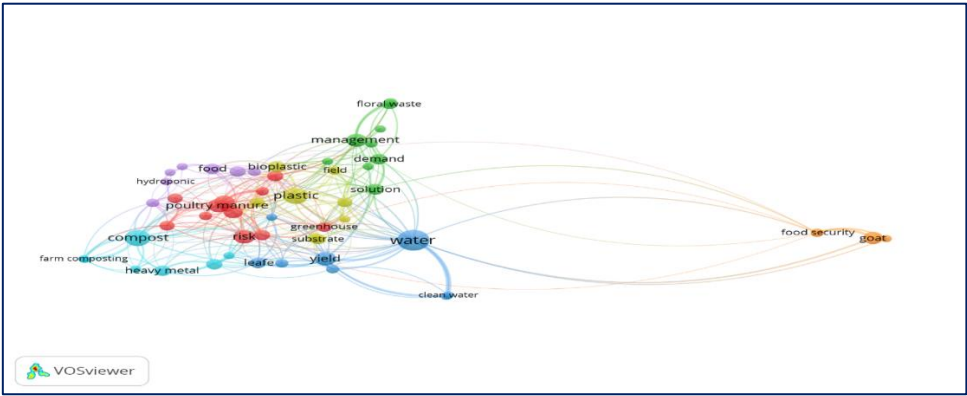 floral waste
management
demand
food
bioplastic
field
hydroponic
plastic
solution
poultry manure
greenhouse
compost
risk
substrate
water
food security
goat
farm composting
leafe
yield
heavy metal
clean water
VOSviewer